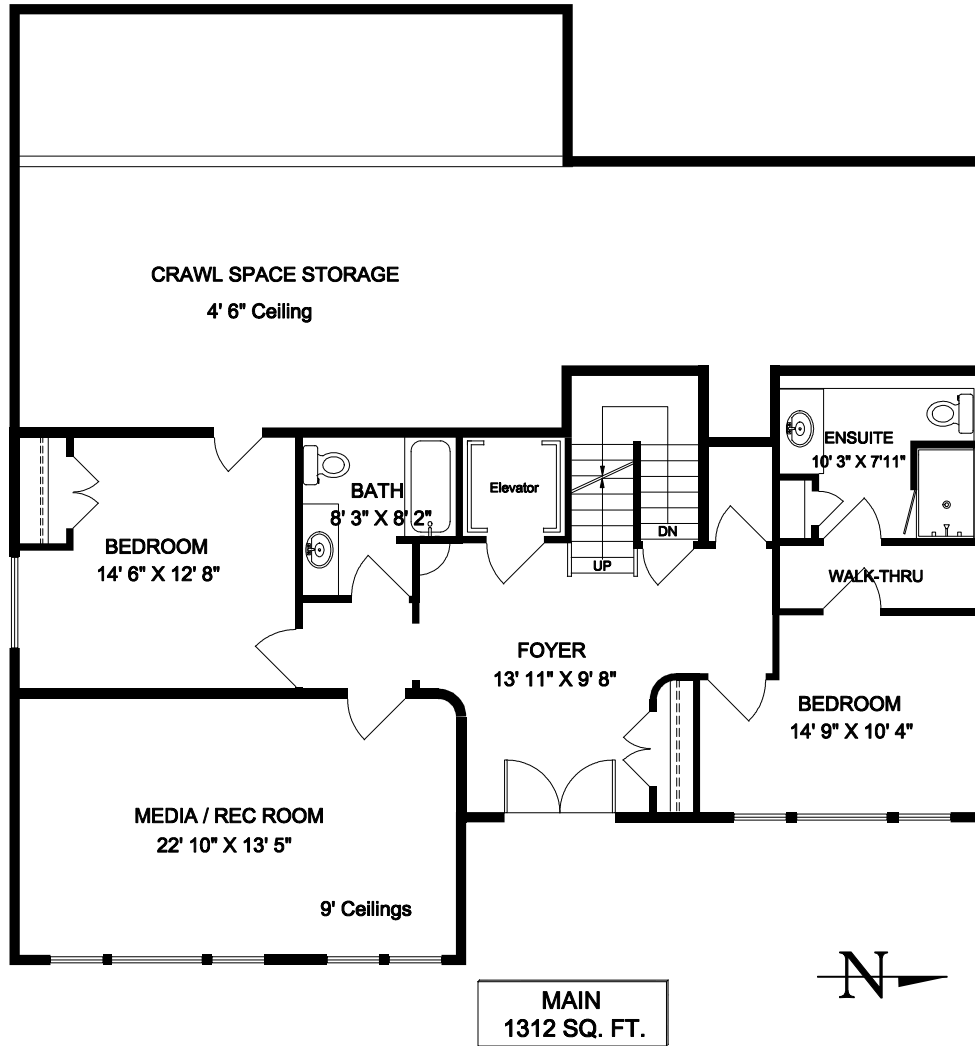 CRAWL SPACE STORAGE
4' 6" Ceiling
ENSUITE
10' 3" X 7'11"
BATH
8' 3" X 8' 2"
Elevator
DN
UP
BEDROOM
14' 6" X 12' 8"
WALK-THRU
FOYER
13' 11" X 9' 8"
BEDROOM
14' 9" X 10' 4"
MEDIA / REC ROOM
22' 10" X 13' 5"
9' Ceilings
N
MAIN
1312 SQ. FT.